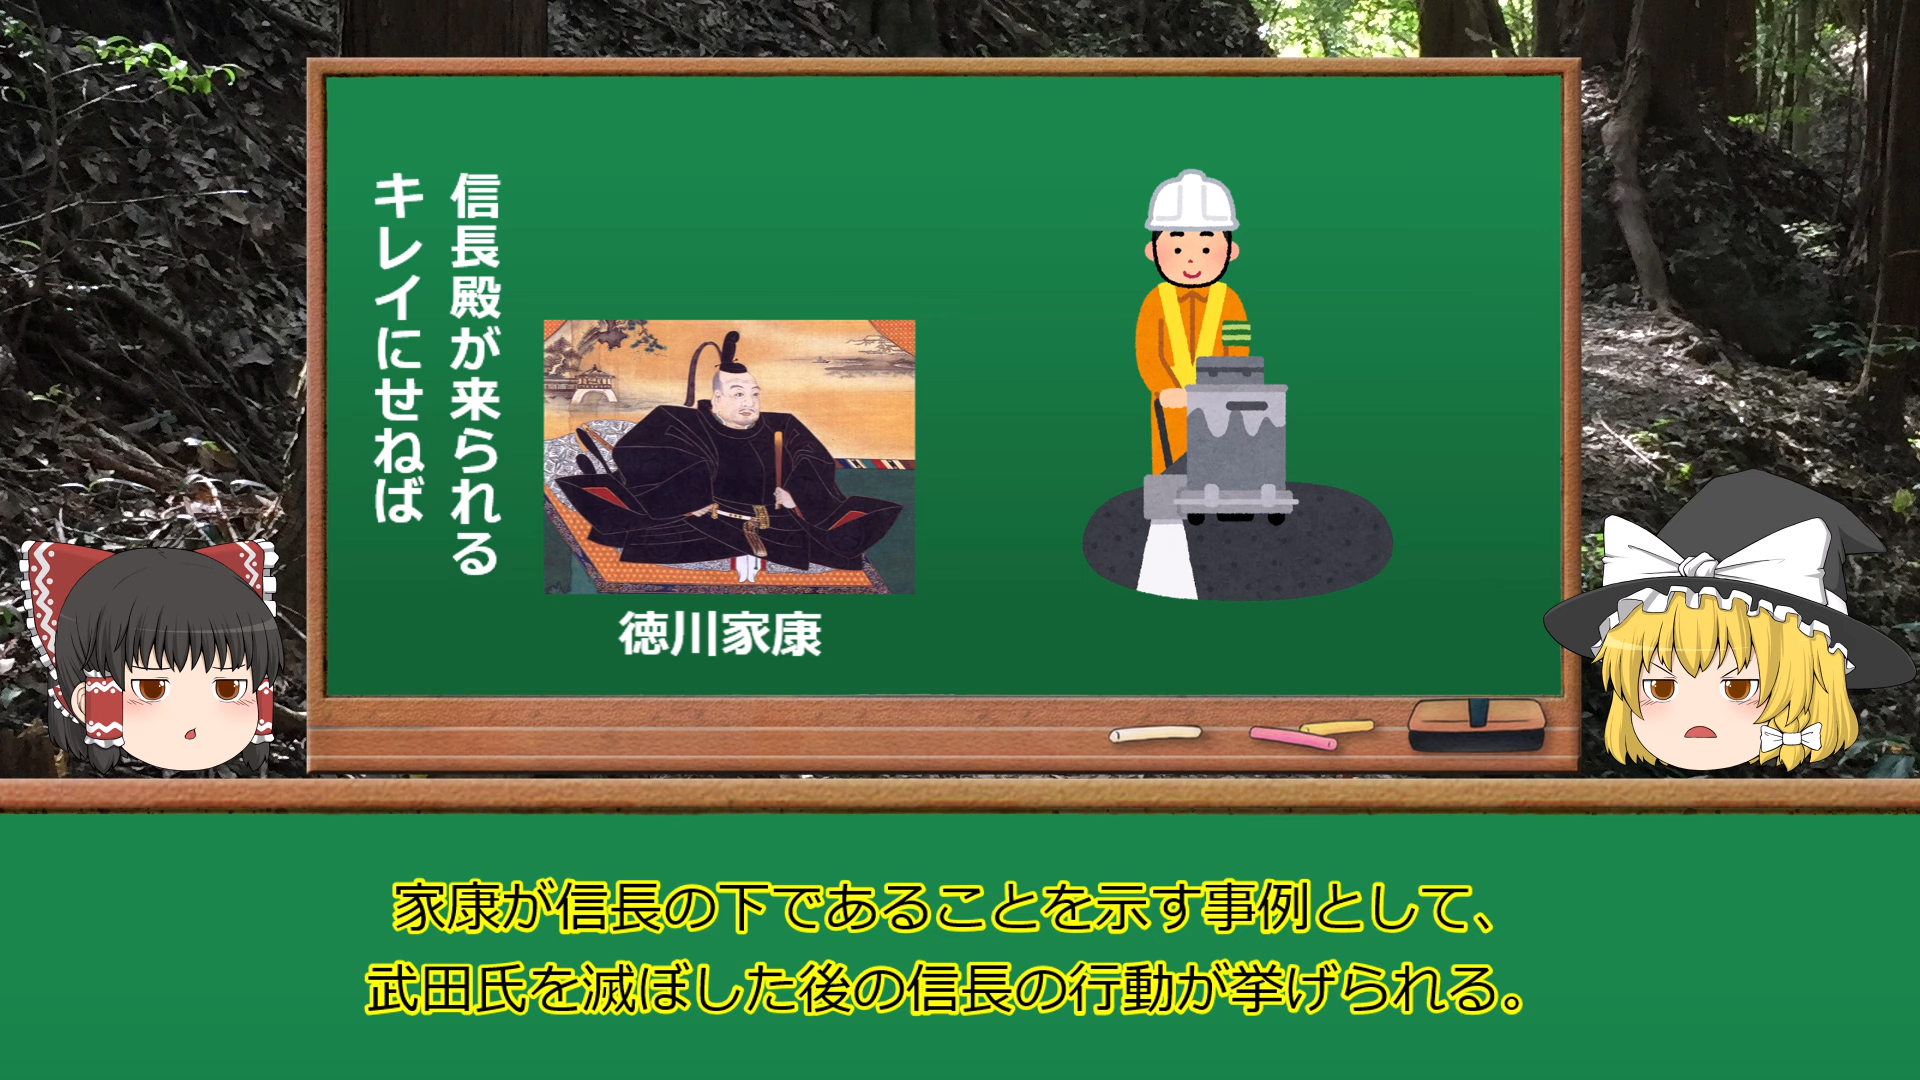 信長殿が来られる
キレイにせねば
徳川家康
家康が信長の下であることを示す事例として、
武田氏を滅ぼした後の信長の行動が挙げられる。